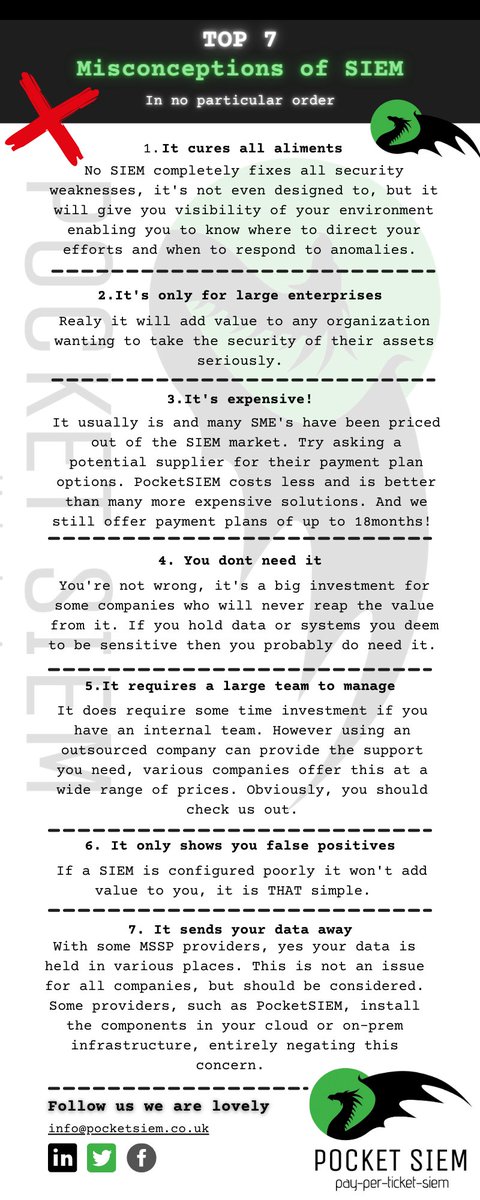 TOP 7
Misconceptions of SIEM
In no particular order
1.It cures all aliments
No SIEM completely fixes all security
weaknesses, it's not even designed to, but it
will give you visibility of your environment
enabling you to know where to direct your
efforts and when to respond to anomalies.
2.It's only for large enterprises
Realy it will add value to any organization
wanting to take the security of their assets
seriously.
3.It's expensive!
It usually is and many SME's have been priced
out of the SIEM market. Try asking a
potential supplier for their payment plan
options. PocketSIEM costs less and is better
than many more expensive solutions. And we
still offer payment plans of up to 18months!
4. You dont need it
You're not wrong, it's a big investment for
some companies who will never reap the value
from it. If you hold data or systems you deem
to be sensitive then you probably do need it.
5.It requires a large team to manage
It does require some time investment if you
have an internal team. However using an
outsourced company can provide the support
you need, various companies offer this at a
wide range of prices. Obviously, you should
check us out.
6. It only shows you false positives
If a SIEM is configured poorly it won't add
value to you, it is THAT simple.
7. It sends your data away
With some MSSP providers, yes your data is
held in various places. This is not an issue
for all companies, but should be considered.
Some providers, such as PocketSIEM, install
the components in your cloud or on-prem
infrastructure, entirely negating this
concern.
Follow us we are lovely
info@pocketsiem.co.uk
in
f
POCKET SIEM
pay-per-ticket-siem
POCKET SIEM